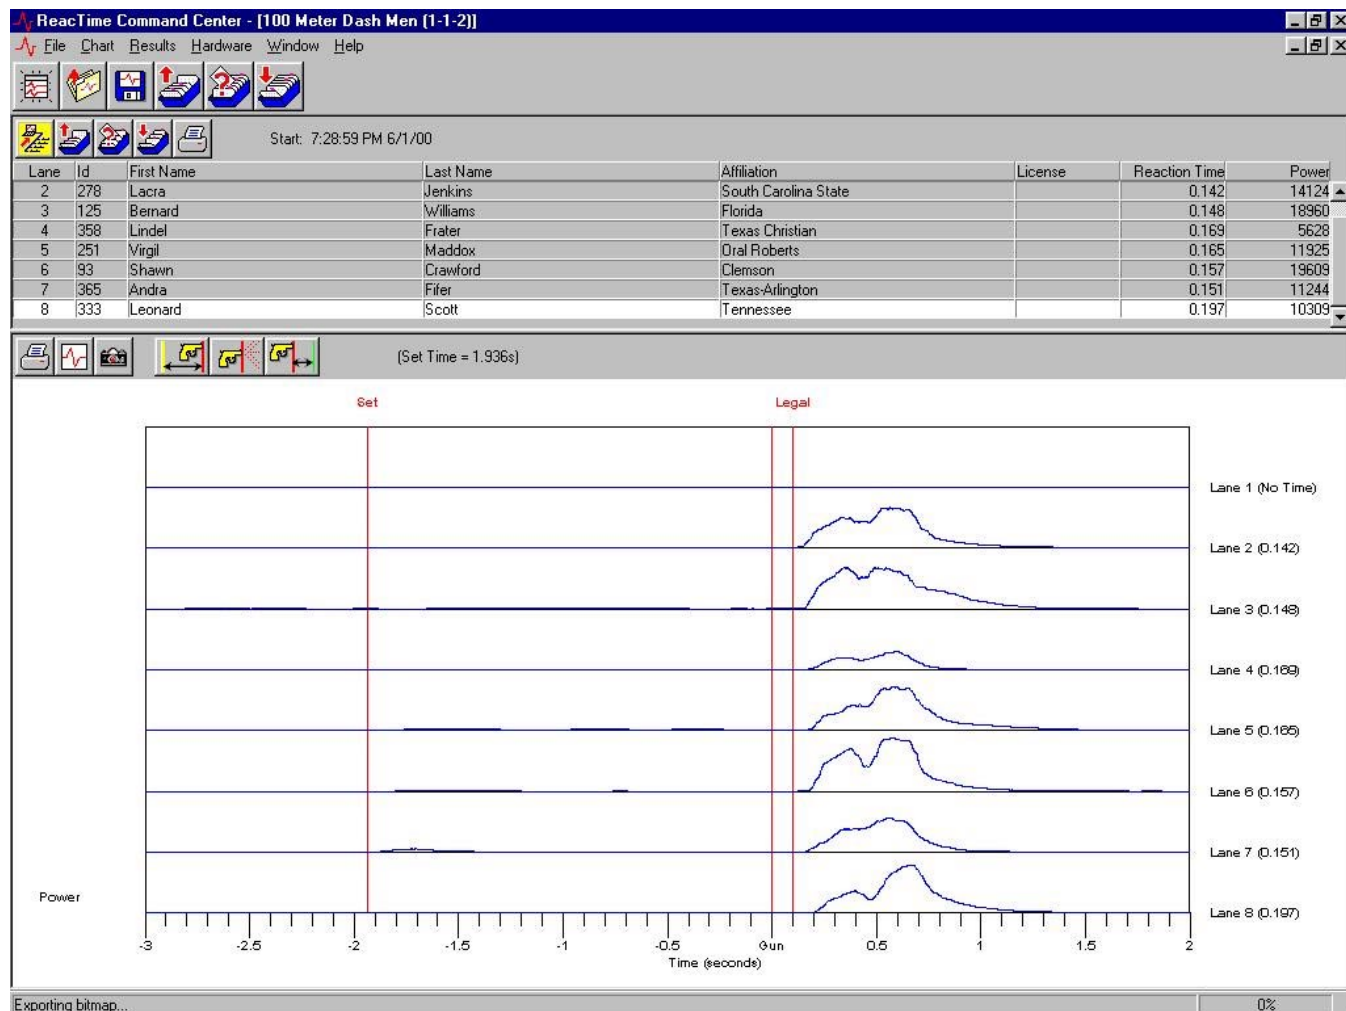 ReacTime Command Center - [100 Meter Dash Men (1-1-2)]
File Chart Results Hardware Window Help
Start: 7:28:59 PM 6/1/00
Lane Id First Name Last Name Affiliation License Reaction Time Power
2 278 Lacra Jenkins South Carolina State 0.142 14124
3 125 Bernard Williams Florida 0.148 18960
4 358 Lindel Frater Texas Christian 0.169 5628
5 251 Virgil Maddox Oral Roberts 0.165 11925
6 93 Shawn Crawford Clemson 0.157 19609
7 365 Andra Fifer Texas-Arlington 0.151 11244
8 333 Leonard Scott Tennessee 0.197 10309
(Set Time = 1.936s)
Set Legal
Lane 1 (No Time)
Lane 2 (0.142)
Lane 3 (0.148)
Lane 4 (0.169)
Lane 5 (0.165)
Lane 6 (0.157)
Lane 7 (0.151)
Power
Lane 8 (0.197)
-3 -2.5 -2 -1.5 -1 -0.5 Gun 0.5 1 1.5 2
Time (seconds)
Exporting bitmap... 0%